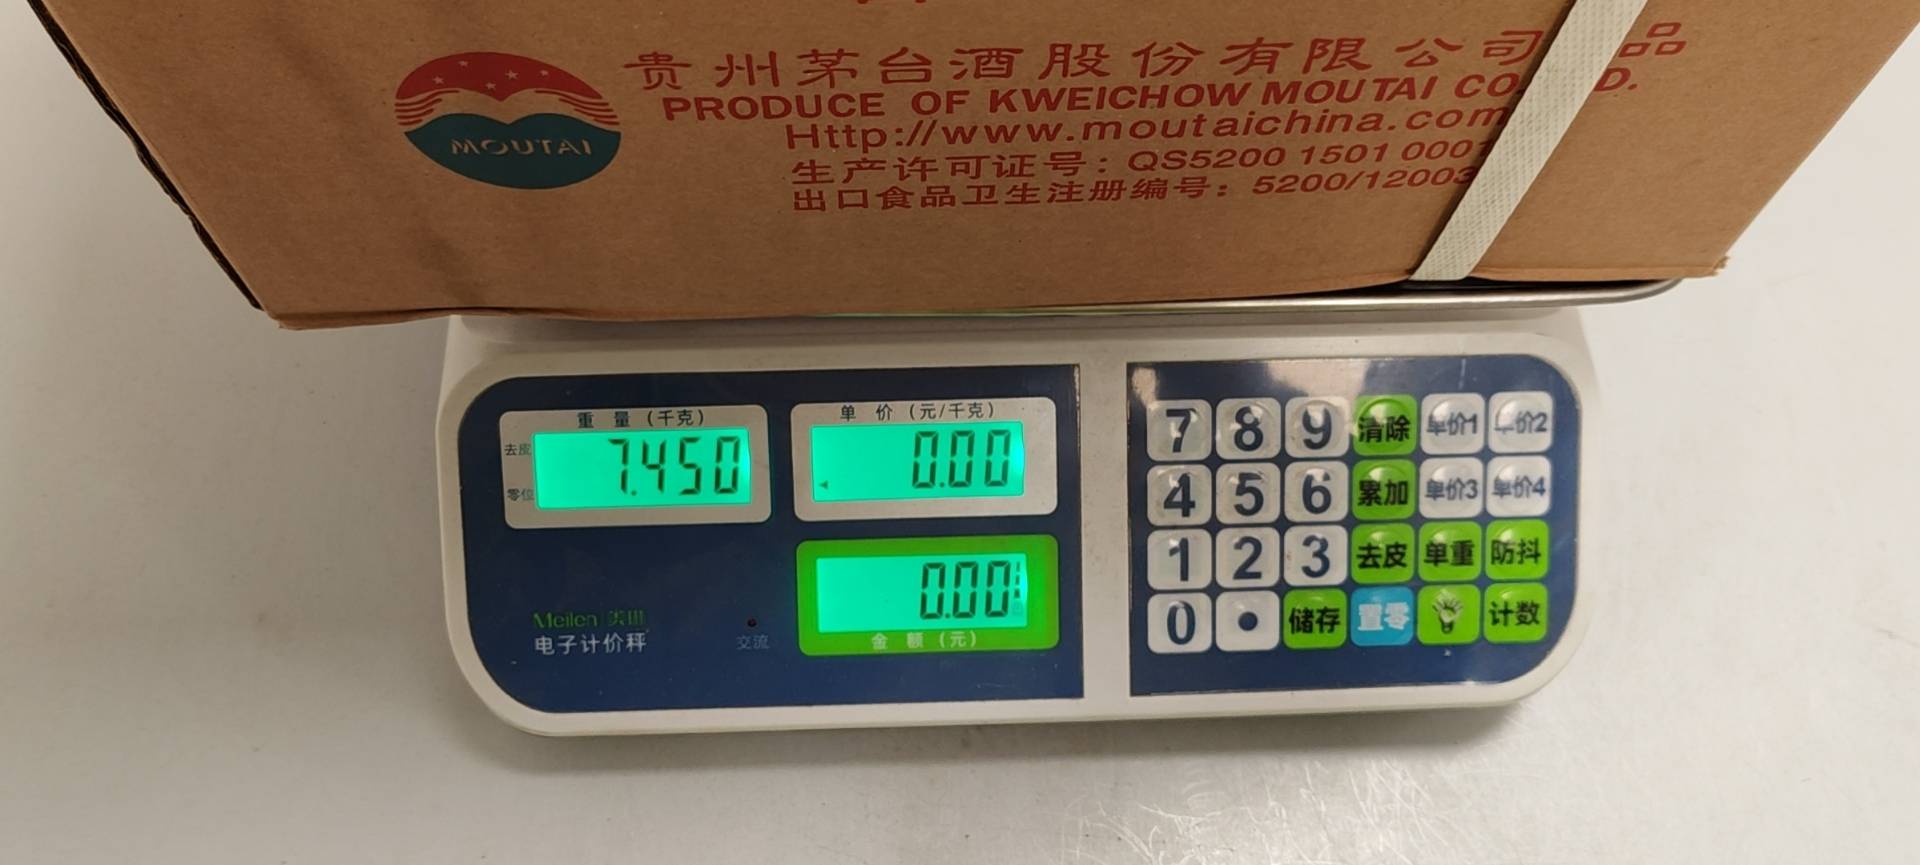 贵州茅台酒股份有限公司 品
MOUTAI
PRODUCE OF KWEICHOW MOUTAI CO D.
Http://www.moutaichina.com
生产许可证号：QS5200 1501 0001
出口食品卫生注册编号：5200/12003
重 量 (千克)
去皮
零位
7.450
单 价 (元/千克)
0.00
0.00
金 额 (元)
Meilen 美田
电子计价秤
交流
7 8 9 清除 单价1 单价2
4 5 6 累加 单价3 单价4
1 2 3 去皮 单重 防抖
0 . 储存 置零 计数